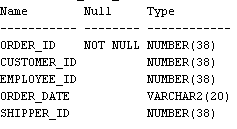 Name        Null     Type
----------- -------- ------------
ORDER_ID    NOT NULL NUMBER(38)
CUSTOMER_ID          NUMBER(38)
EMPLOYEE_ID          NUMBER(38)
ORDER_DATE           VARCHAR2(20)
SHIPPER_ID           NUMBER(38)